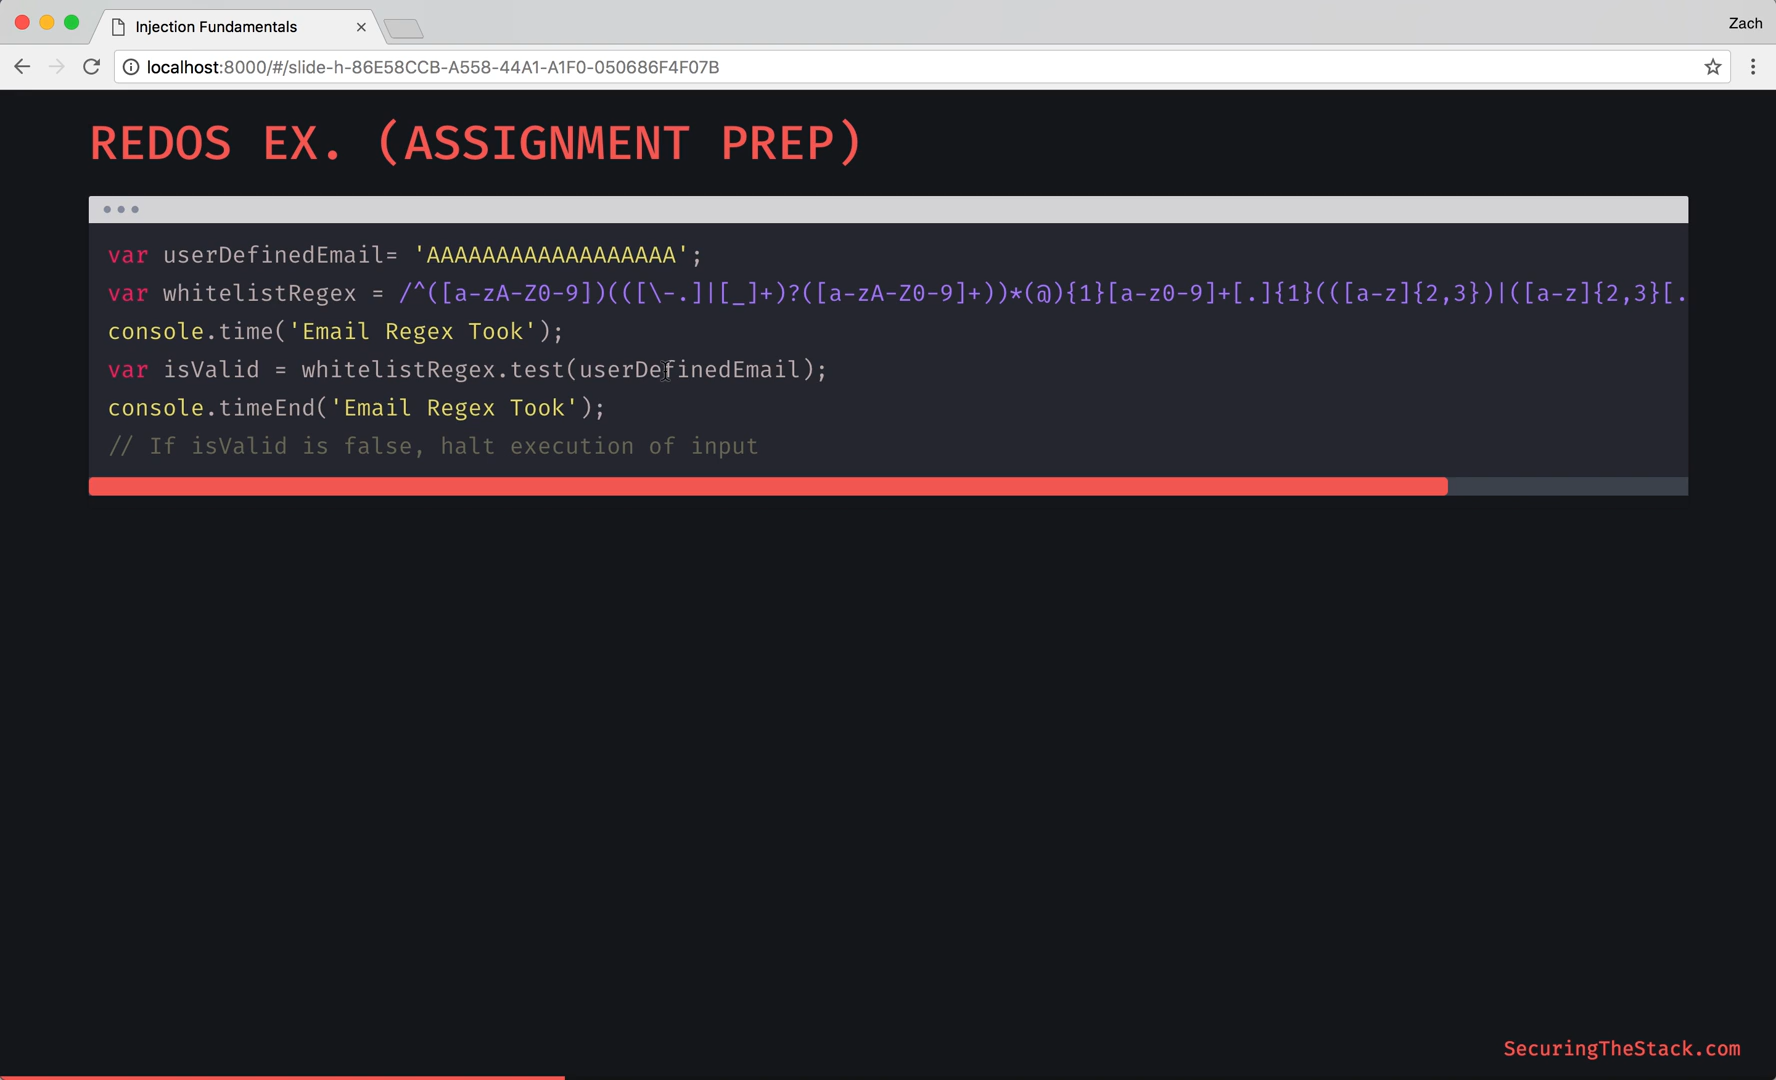 Injection Fundamentals
Zach
localhost:8000/#/slide-h-86E58CCB-A558-44A1-A1F0-050686F4F07B
REDOS EX. (ASSIGNMENT PREP)
var userDefinedEmail= 'AAAAAAAAAAAAAAAAAA';
var whitelistRegex = /^([a-zA-Z0-9])(([\-.]|[_]+)?([a-zA-Z0-9]+))*(@){1}[a-z0-9]+[.]{1}(([a-z]{2,3})|([a-z]{2,3}[.
console.time('Email Regex Took');
var isValid = whitelistRegex.test(userDefinedEmail);
console.timeEnd('Email Regex Took');
// If isValid is false, halt execution of input
SecuringTheStack.com